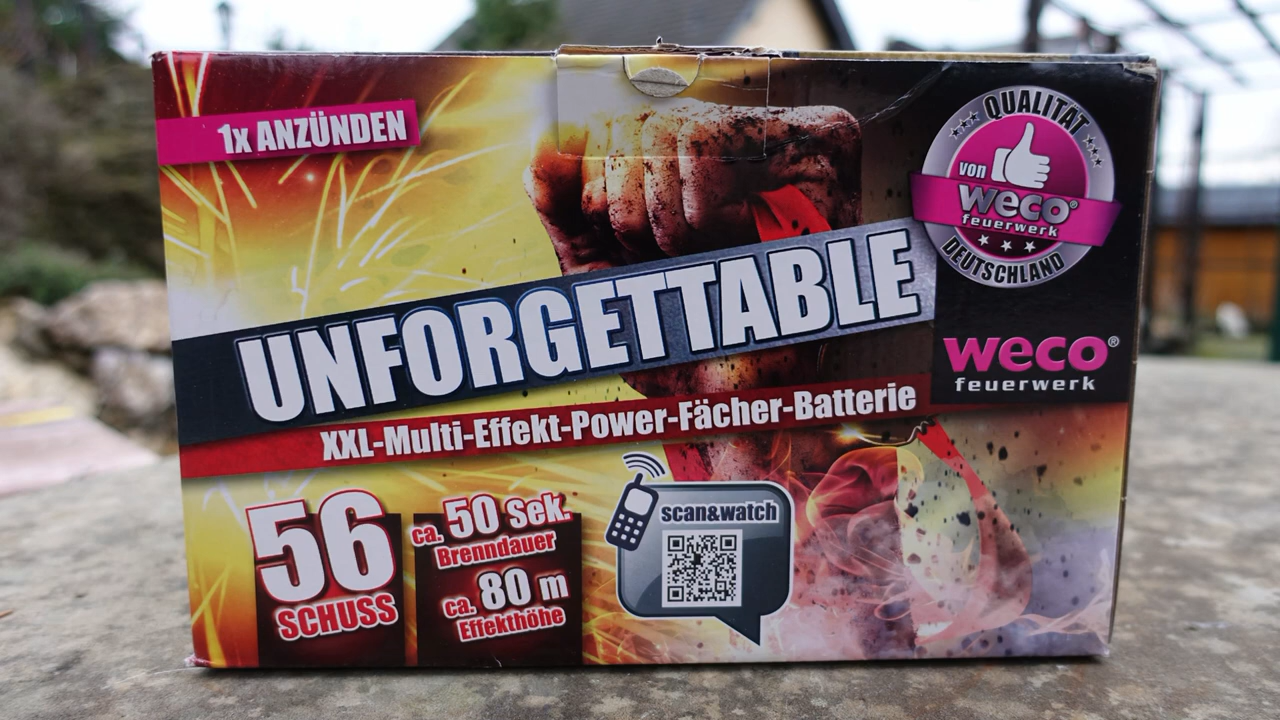 1x ANZÜNDEN
QUALITÄT
von
weco®
feuerwerk
DEUTSCHLAND
UNFORGETTABLE
weco®
feuerwerk
XXL-Multi-Effekt-Power-Fächer-Batterie
56
SCHUSS
ca. 50 Sek.
Brenndauer
ca. 80 m
Effekthöhe
scan&watch